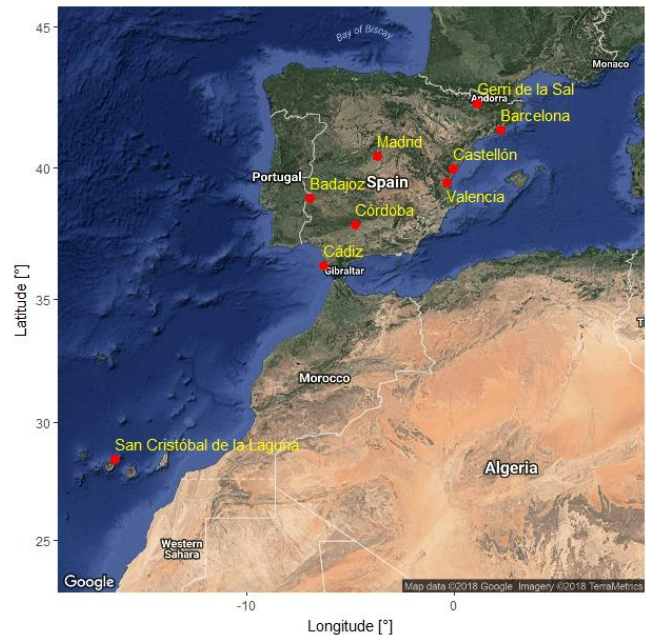 45
Bay of Biscay
Monaco
Gerri de la Sal
Andorra
Barcelona
Madrid
40
Castellón
Portugal
Spain
Badajoz
Valencia
Córdoba
Cádiz
Gibraltar
Latitude [°]
35
T
Morocco
30
San Cristóbal de la Laguna
Algeria
25
Western
Sahara
Google
Map data ©2018 Google Imagery ©2018 TerraMetrics
-10
0
Longitude [°]